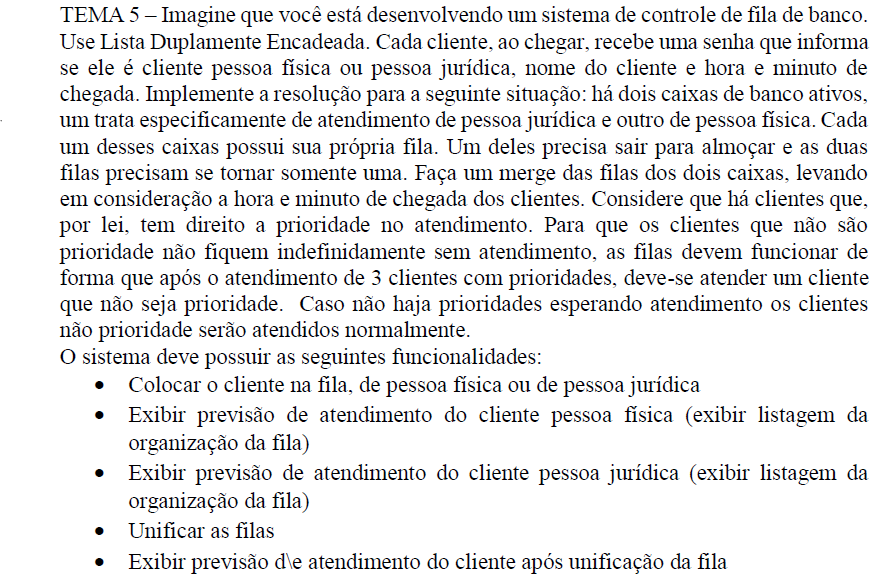 TEMA 5 – Imagine que você está desenvolvendo um sistema de controle de fila de banco.
Use Lista Duplamente Encadeada. Cada cliente, ao chegar, recebe uma senha que informa
se ele é cliente pessoa física ou pessoa jurídica, nome do cliente e hora e minuto de
chegada. Implemente a resolução para a seguinte situação: há dois caixas de banco ativos,
um trata especificamente de atendimento de pessoa jurídica e outro de pessoa física. Cada
um desses caixas possui sua própria fila. Um deles precisa sair para almoçar e as duas
filas precisam se tornar somente uma. Faça um merge das filas dos dois caixas, levando
em consideração a hora e minuto de chegada dos clientes. Considere que há clientes que,
por lei, tem direito a prioridade no atendimento. Para que os clientes que não são
prioridade não fiquem indefinidamente sem atendimento, as filas devem funcionar de
forma que após o atendimento de 3 clientes com prioridades, deve-se atender um cliente
que não seja prioridade. Caso não haja prioridades esperando atendimento os clientes
não prioridade serão atendidos normalmente.
O sistema deve possuir as seguintes funcionalidades:
• Colocar o cliente na fila, de pessoa física ou de pessoa jurídica
• Exibir previsão de atendimento do cliente pessoa física (exibir listagem da
organização da fila)
• Exibir previsão de atendimento do cliente pessoa jurídica (exibir listagem da
organização da fila)
• Unificar as filas
• Exibir previsão d\e atendimento do cliente após unificação da fila